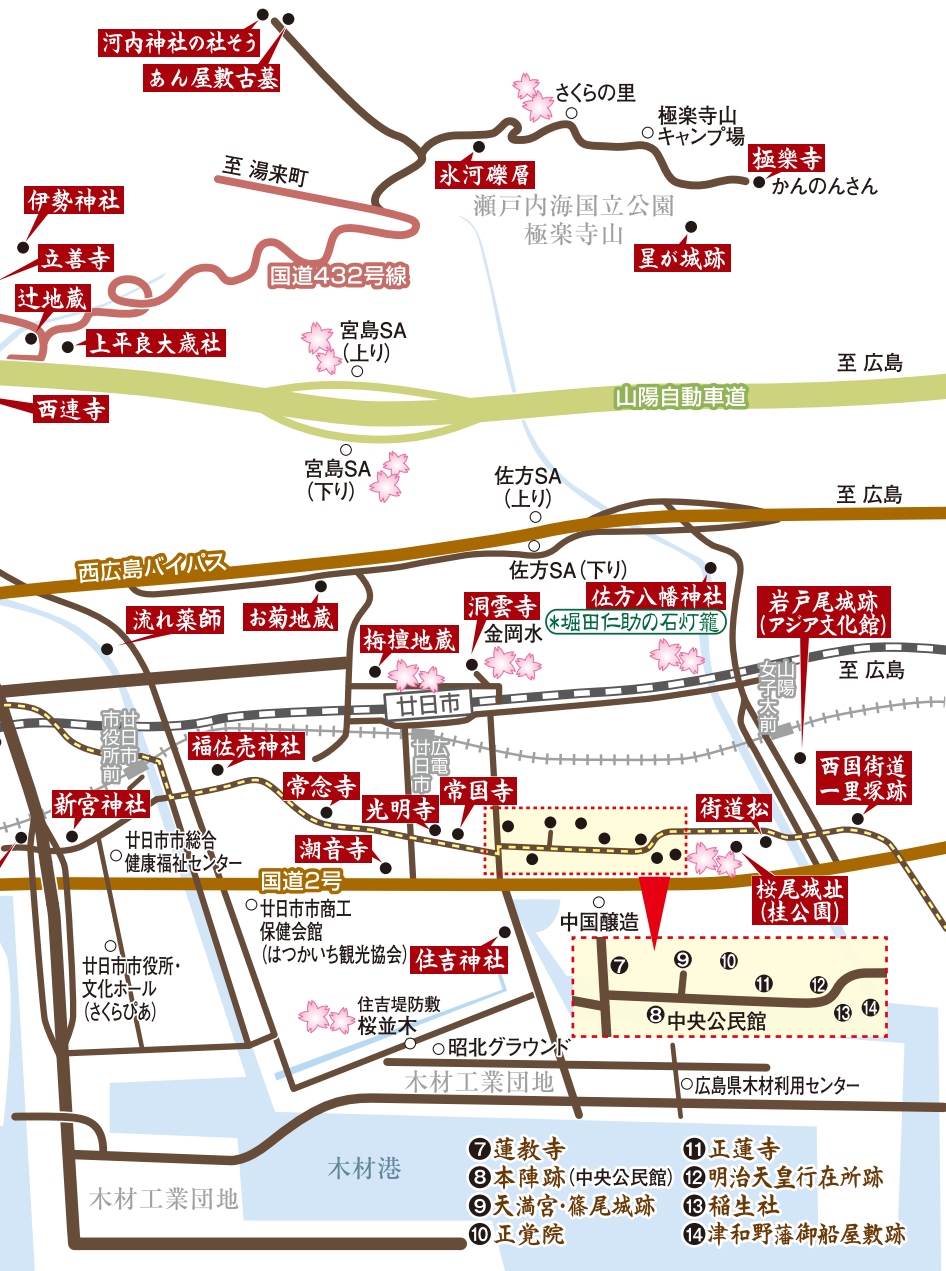 河内神社の社そう
あん屋敷古墓
さくらの里
極楽寺山
キャンプ場
至 湯来町
氷河礫層
極樂寺
かんのんさん
伊勢神社
瀬戸内海国立公園
極楽寺山
星が城跡
立善寺
国道432号線
辻地蔵
上平良大歳社
宮島SA
(上り)
至 広島
山陽自動車道
西連寺
宮島SA
(下り)
佐方SA
(上り)
至 広島
西広島バイパス
佐方SA(下り)
流れ薬師
お菊地蔵
洞雲寺
金岡水
佐方八幡神社
*堀田仁助の石灯籠
岩戸尾城跡
(アジア文化館)
栴檀地蔵
至 広島
山陽
女子大前
廿日市
廿日市
市役所前
福佐売神社
広電
廿日市
西国街道
一里塚跡
新宮神社
常念寺
光明寺
常国寺
街道松
廿日市市総合
健康福祉センター
潮音寺
国道2号
桜尾城址
(桂公園)
廿日市市商工
保健会館
(はつかいち観光協会)
中国醸造
住吉神社
廿日市市役所・
文化ホール
(さくらぴあ)
❼
❾
❿
⓫
⓬
⓭
⓮
❽中央公民館
住吉堤防敷
桜並木
昭北グラウンド
木材工業団地
広島県木材利用センター
木材港
木材工業団地
❼蓮教寺
❽本陣跡(中央公民館)
❾天満宮・篠尾城跡
❿正覚院
⓫正蓮寺
⓬明治天皇行在所跡
⓭稲生社
⓮津和野藩御船屋敷跡